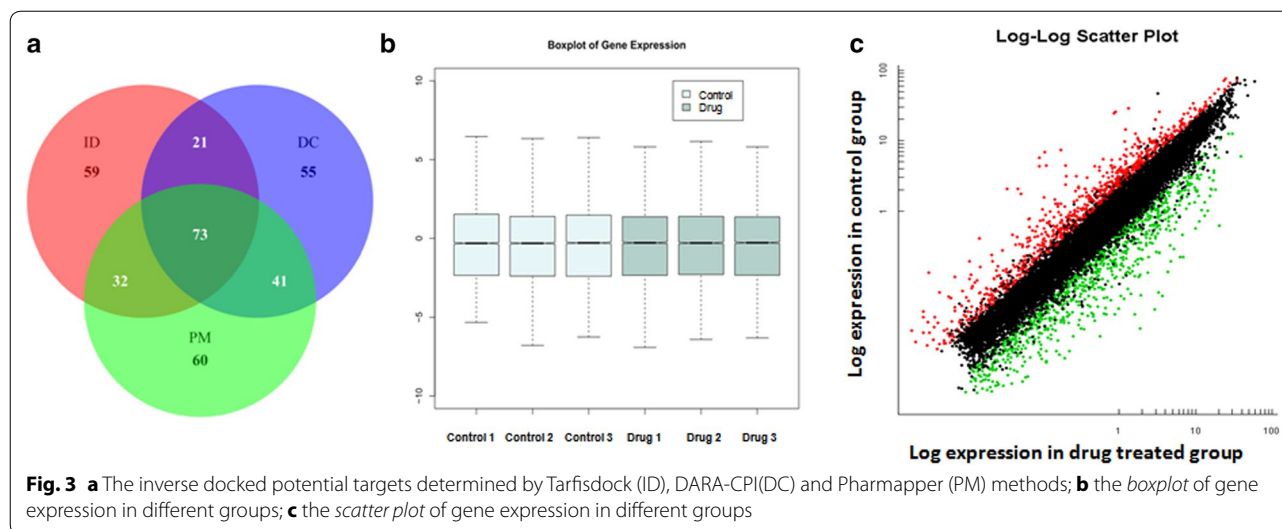 a
ID
59
21
DC
55
73
32
41
PM
60
b
Boxplot of Gene Expression
Control
Drug
10
5
0
−5
−10
Control 1 Control 2 Control 3 Drug 1 Drug 2 Drug 3
c
Log-Log Scatter Plot
Log expression in control group
100
10
1
1 10 100
Log expression in drug treated group
Fig. 3 a The inverse docked potential targets determined by Tarfisdock (ID), DARA-CPI(DC) and Pharmapper (PM) methods; b the boxplot of gene
expression in different groups; c the scatter plot of gene expression in different groups